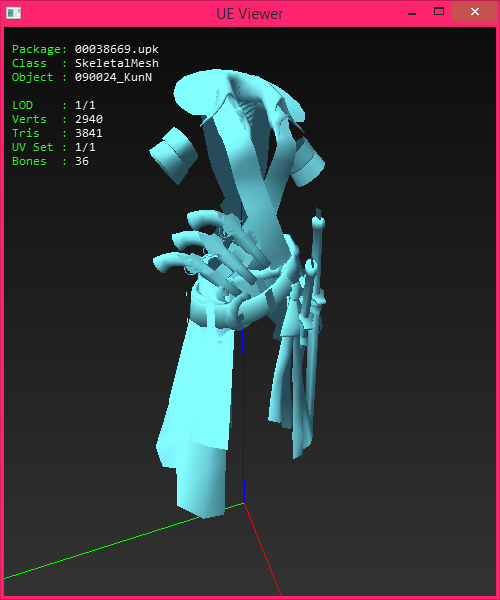 UE Viewer
Package: 00038669.upk
Class  : SkeletalMesh
Object : 090024_KunN
LOD    : 1/1
Verts  : 2940
Tris   : 3841
UV Set : 1/1
Bones  : 36